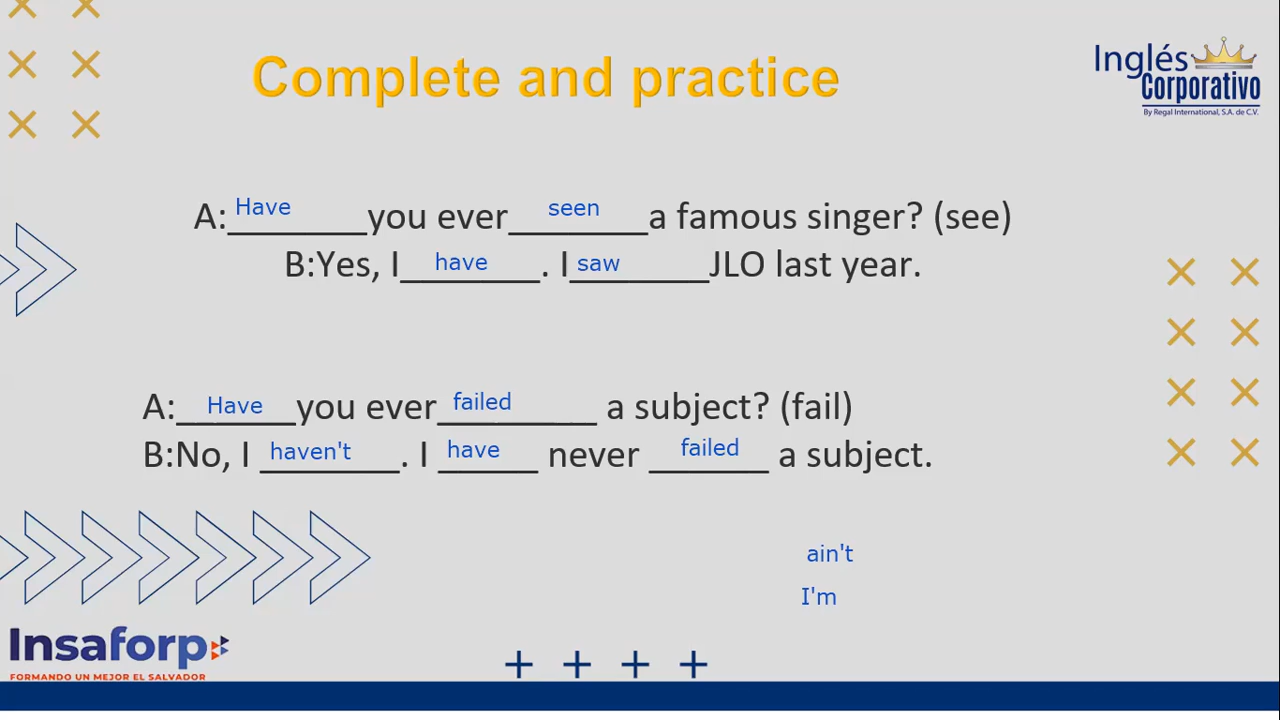 Complete and practice
Inglés
Corporativo
By Regal International, S.A. de C.V.
A: Have you ever seen a famous singer? (see)
B:Yes, I have . I saw JLO last year.
A: Have you ever failed a subject? (fail)
B:No, I haven't . I have never failed a subject.
ain't
I'm
Insaforp
FORMANDO UN MEJOR EL SALVADOR